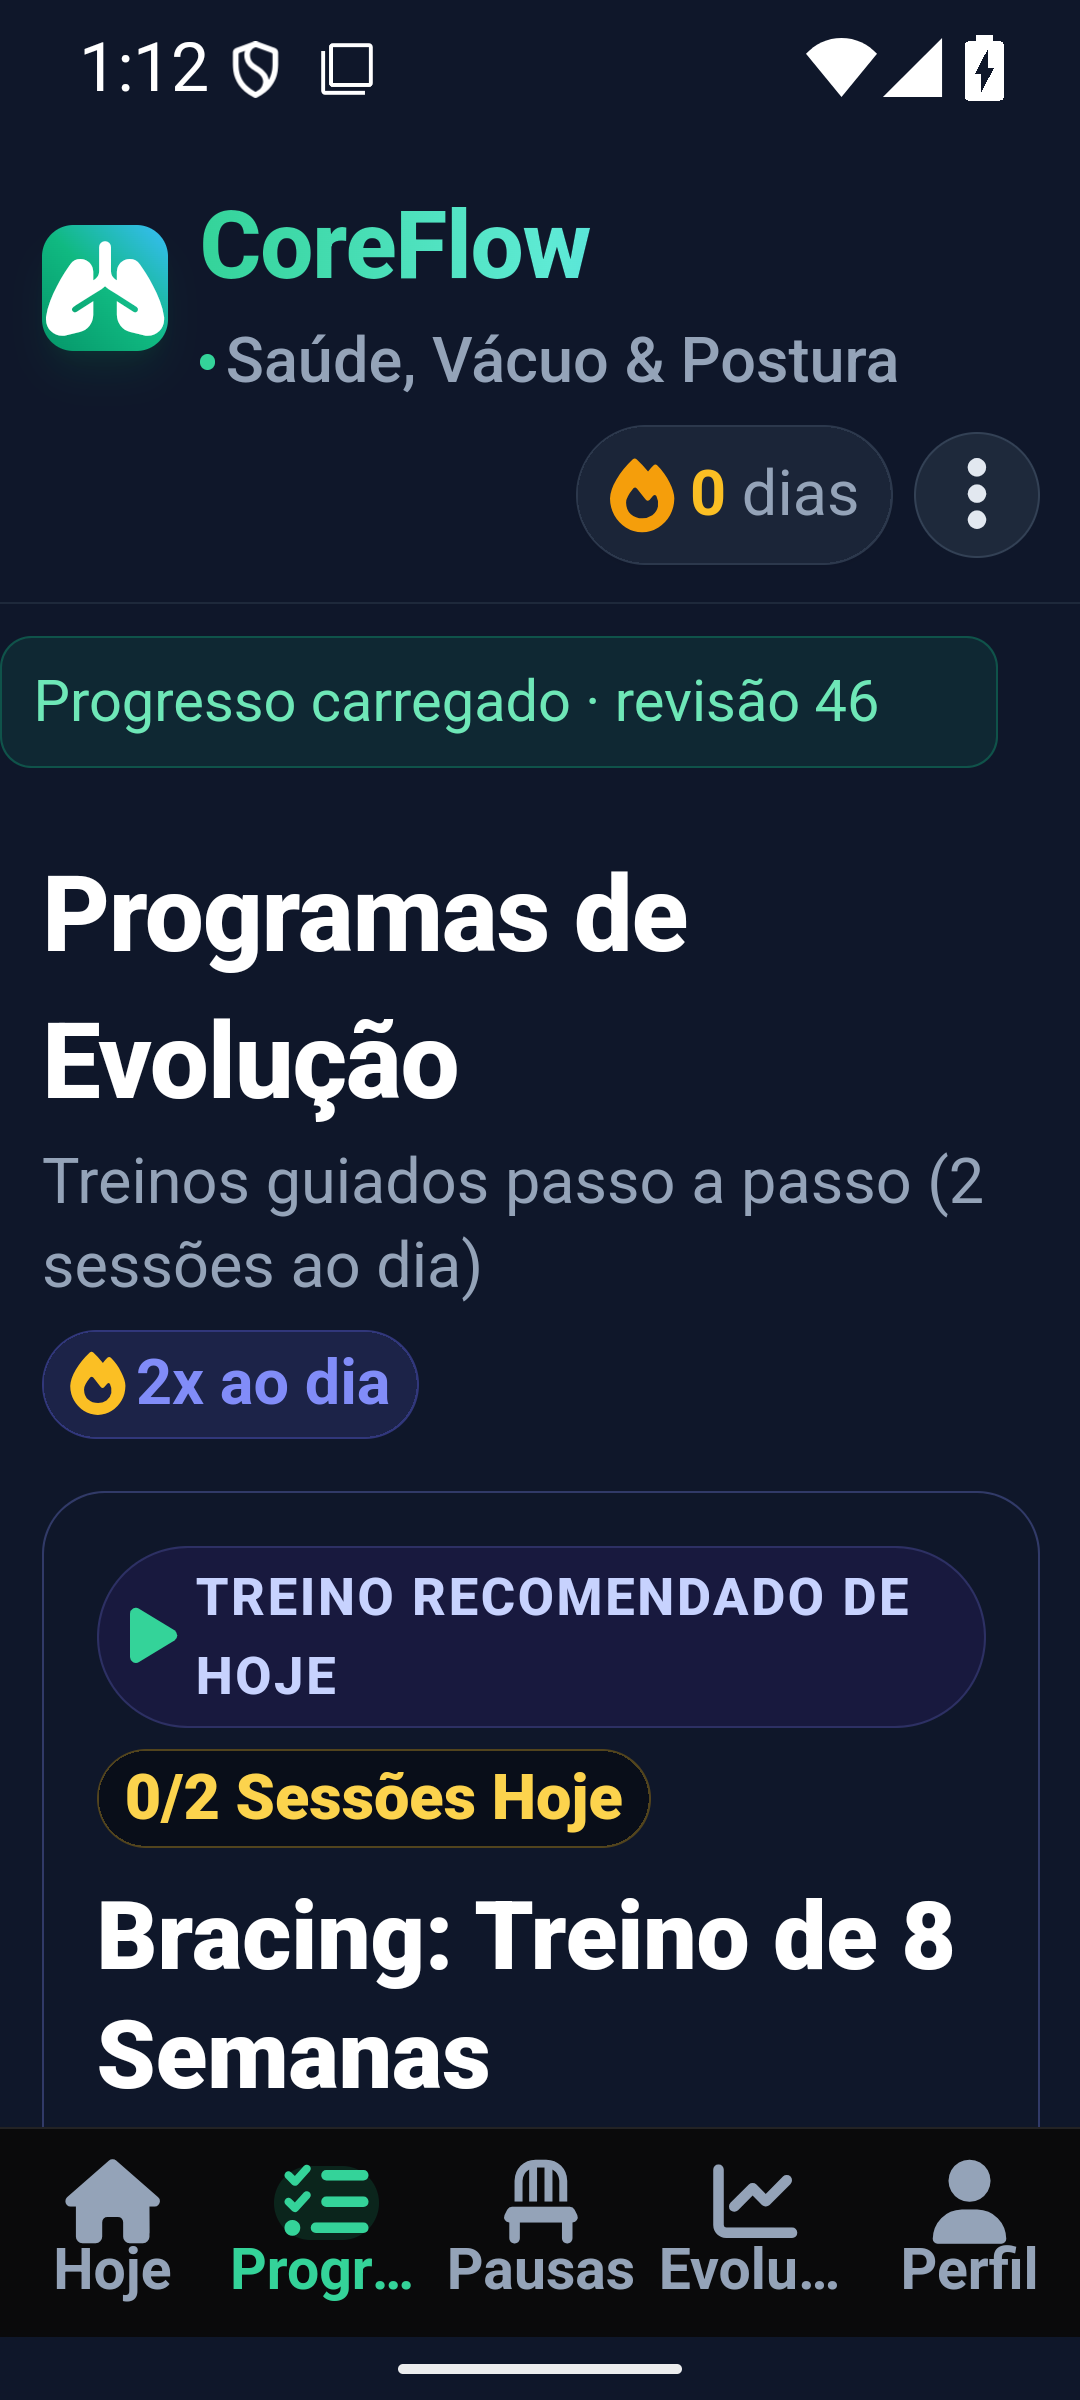 1:12
CoreFlow
Saúde, Vácuo & Postura
0 dias
Progresso carregado · revisão 46
Programas de
Evolução
Treinos guiados passo a passo (2
sessões ao dia)
2x ao dia
TREINO RECOMENDADO DE
HOJE
0/2 Sessões Hoje
Bracing: Treino de 8
Semanas
Hoje
Progr...
Pausas
Evolu...
Perfil